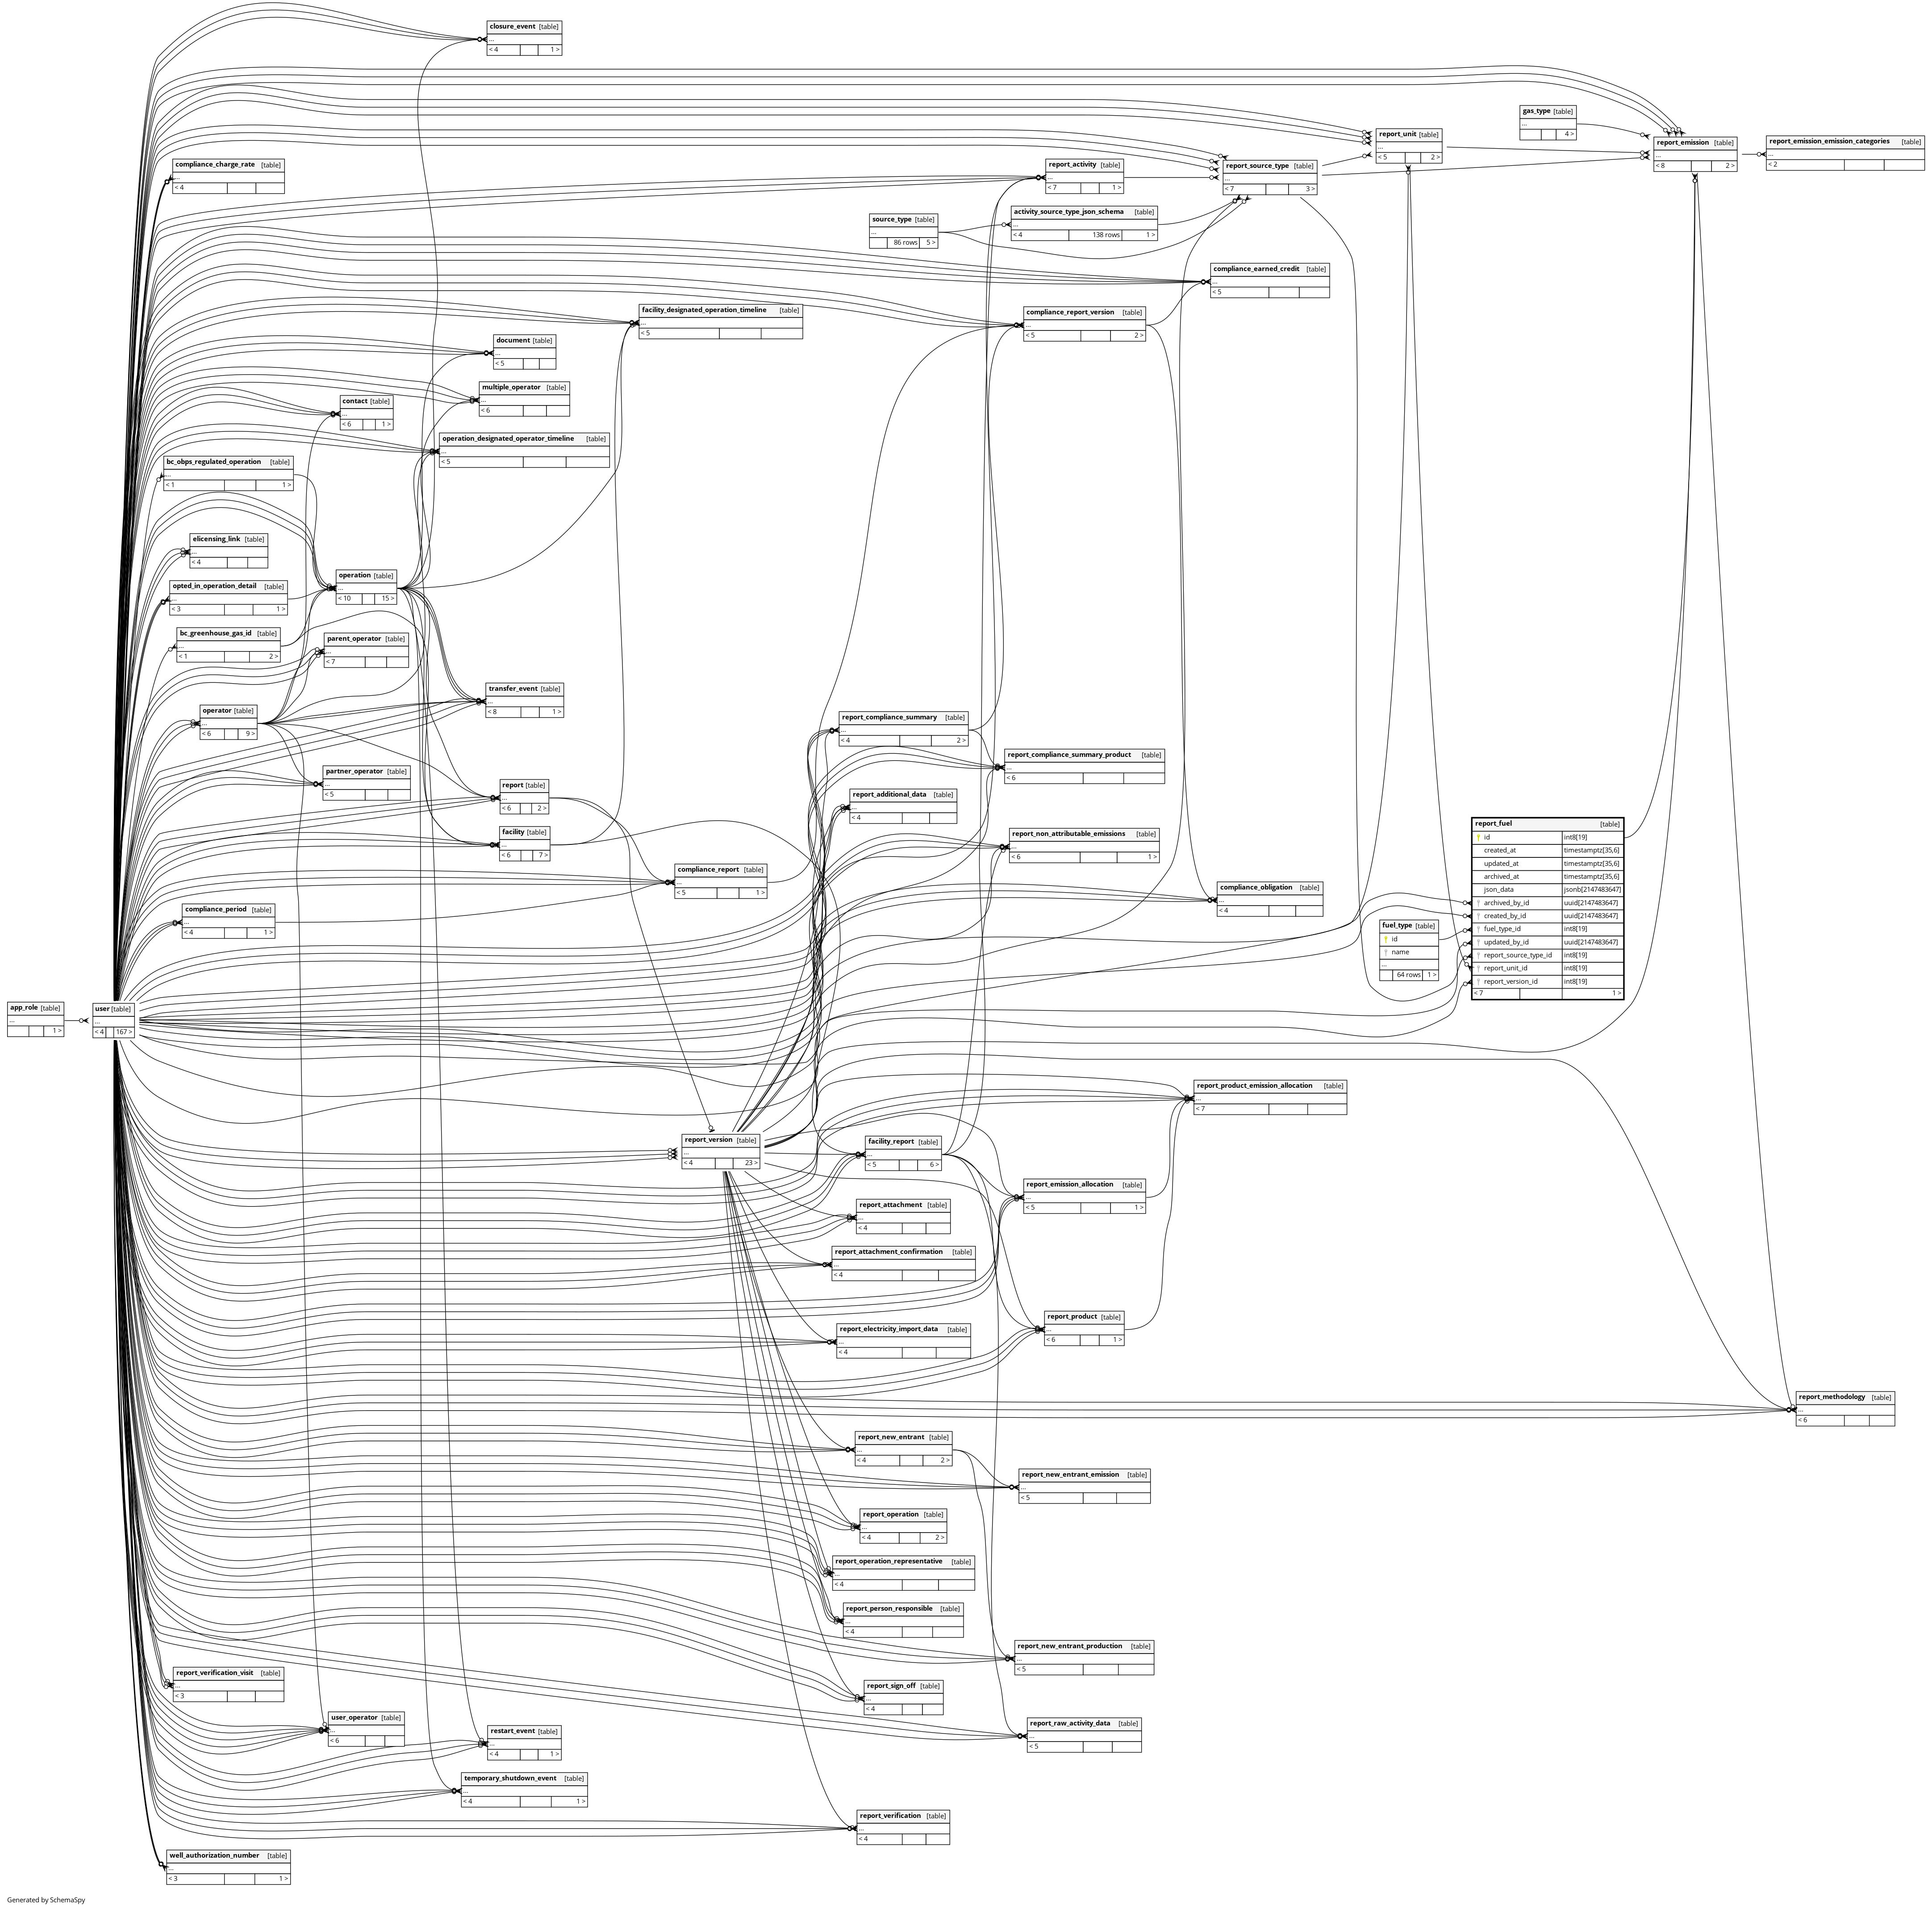 closure_event [table]
...
< 4 1 >
gas_type [table]
...
4 >
report_unit [table]
...
< 5 2 >
report_emission [table]
...
< 8 2 >
report_emission_emission_categories [table]
...
< 2
compliance_charge_rate [table]
...
< 4
report_activity [table]
...
< 7 1 >
report_source_type [table]
...
< 7 3 >
source_type [table]
...
86 rows 5 >
activity_source_type_json_schema [table]
...
< 4 138 rows 1 >
compliance_earned_credit [table]
...
< 5
facility_designated_operation_timeline [table]
...
< 5
compliance_report_version [table]
...
< 5 2 >
document [table]
...
< 5
multiple_operator [table]
...
< 6
contact [table]
...
< 6 1 >
operation_designated_operator_timeline [table]
...
< 5
bc_obps_regulated_operation [table]
...
< 1 1 >
elicensing_link [table]
...
< 4
operation [table]
...
< 10 15 >
opted_in_operation_detail [table]
...
< 3 1 >
bc_greenhouse_gas_id [table]
...
< 1 2 >
parent_operator [table]
...
< 7
transfer_event [table]
...
< 8 1 >
operator [table]
...
< 6 9 >
report_compliance_summary [table]
...
< 4 2 >
report_compliance_summary_product [table]
...
< 6
partner_operator [table]
...
< 5
report [table]
...
< 6 2 >
report_additional_data [table]
...
< 4
facility [table]
...
< 6 7 >
report_non_attributable_emissions [table]
...
< 6 1 >
report_fuel [table]
id int8[19]
created_at timestamptz[35,6]
updated_at timestamptz[35,6]
archived_at timestamptz[35,6]
json_data jsonb[2147483647]
archived_by_id uuid[2147483647]
created_by_id uuid[2147483647]
fuel_type_id int8[19]
updated_by_id uuid[2147483647]
report_source_type_id int8[19]
report_unit_id int8[19]
report_version_id int8[19]
< 7 1 >
compliance_report [table]
...
< 5 1 >
compliance_obligation [table]
...
< 4
compliance_period [table]
...
< 4 1 >
fuel_type [table]
id
name
...
64 rows 1 >
app_role [table]
...
1 >
user [table]
...
< 4 167 >
report_product_emission_allocation [table]
...
< 7
report_version [table]
...
< 4 23 >
facility_report [table]
...
< 5 6 >
report_emission_allocation [table]
...
< 5 1 >
report_attachment [table]
...
< 4
report_attachment_confirmation [table]
...
< 4
report_product [table]
...
< 6 1 >
report_electricity_import_data [table]
...
< 4
report_methodology [table]
...
< 6
report_new_entrant [table]
...
< 4 2 >
report_new_entrant_emission [table]
...
< 5
report_operation [table]
...
< 4 2 >
report_operation_representative [table]
...
< 4
report_person_responsible [table]
...
< 4
report_new_entrant_production [table]
...
< 5
report_verification_visit [table]
...
< 3
report_sign_off [table]
...
< 4
user_operator [table]
...
< 6
restart_event [table]
...
< 4 1 >
report_raw_activity_data [table]
...
< 5
temporary_shutdown_event [table]
...
< 4 1 >
report_verification [table]
...
< 4
well_authorization_number [table]
...
< 3 1 >
Generated by SchemaSpy